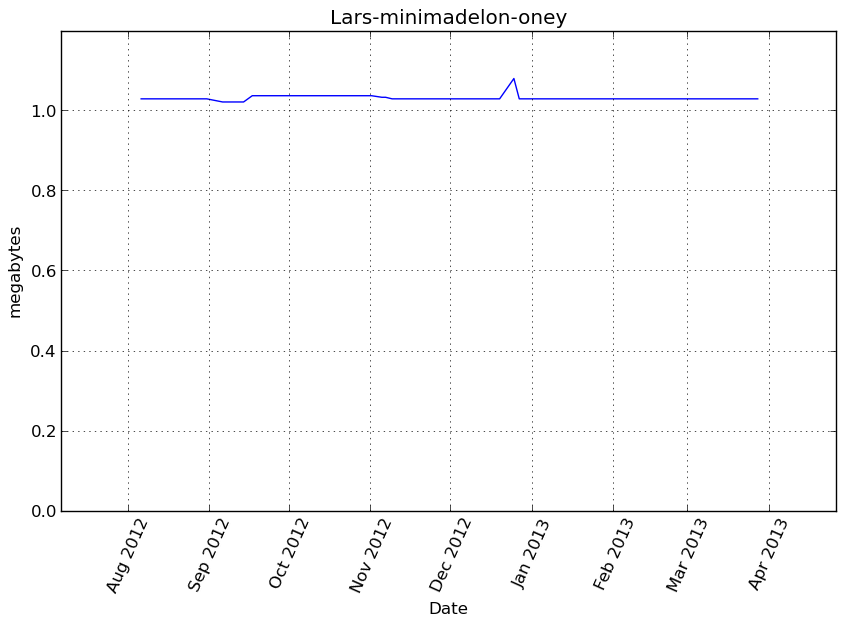 Lars-minimadelon-oney
megabytes
1.0
0.8
0.6
0.4
0.2
0.0
Aug 2012
Sep 2012
Oct 2012
Nov 2012
Dec 2012
Jan 2013
Feb 2013
Mar 2013
Apr 2013
Date